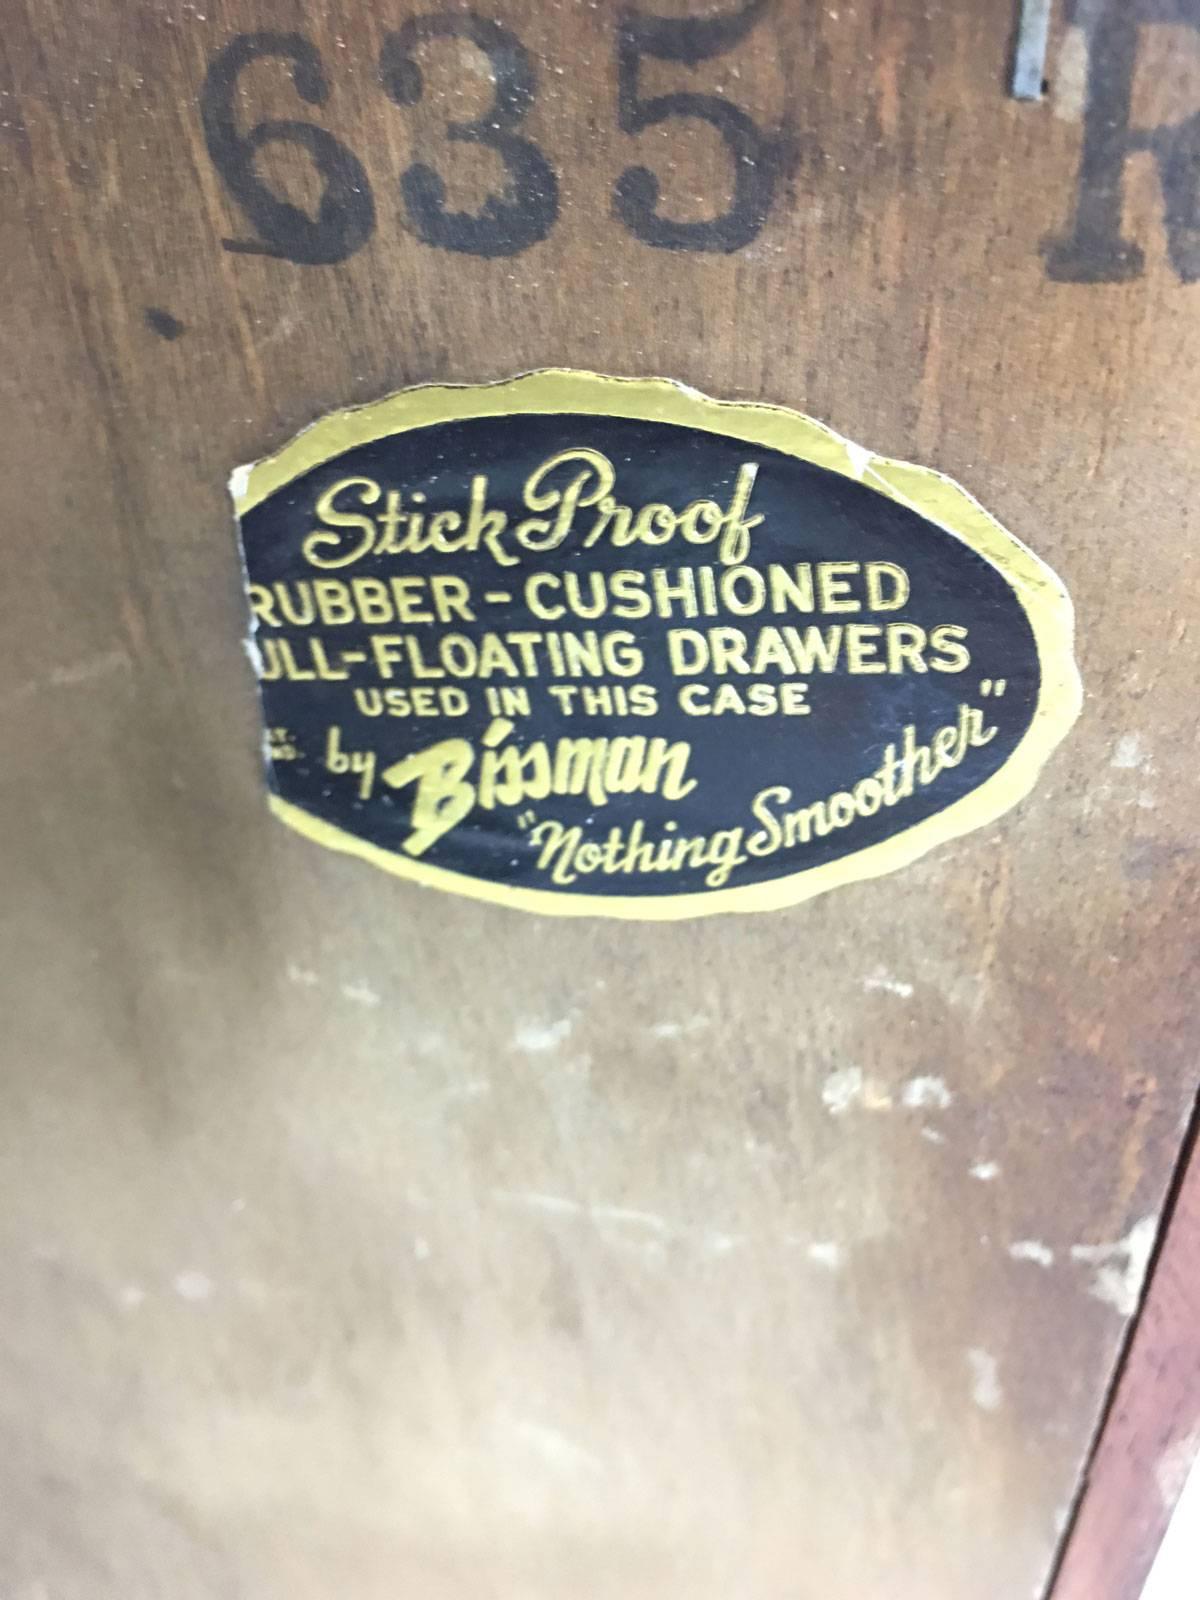 635 R
Stick Proof
RUBBER-CUSHIONED
ULL-FLOATING DRAWERS
USED IN THIS CASE
by Bissman
"Nothing Smoother"